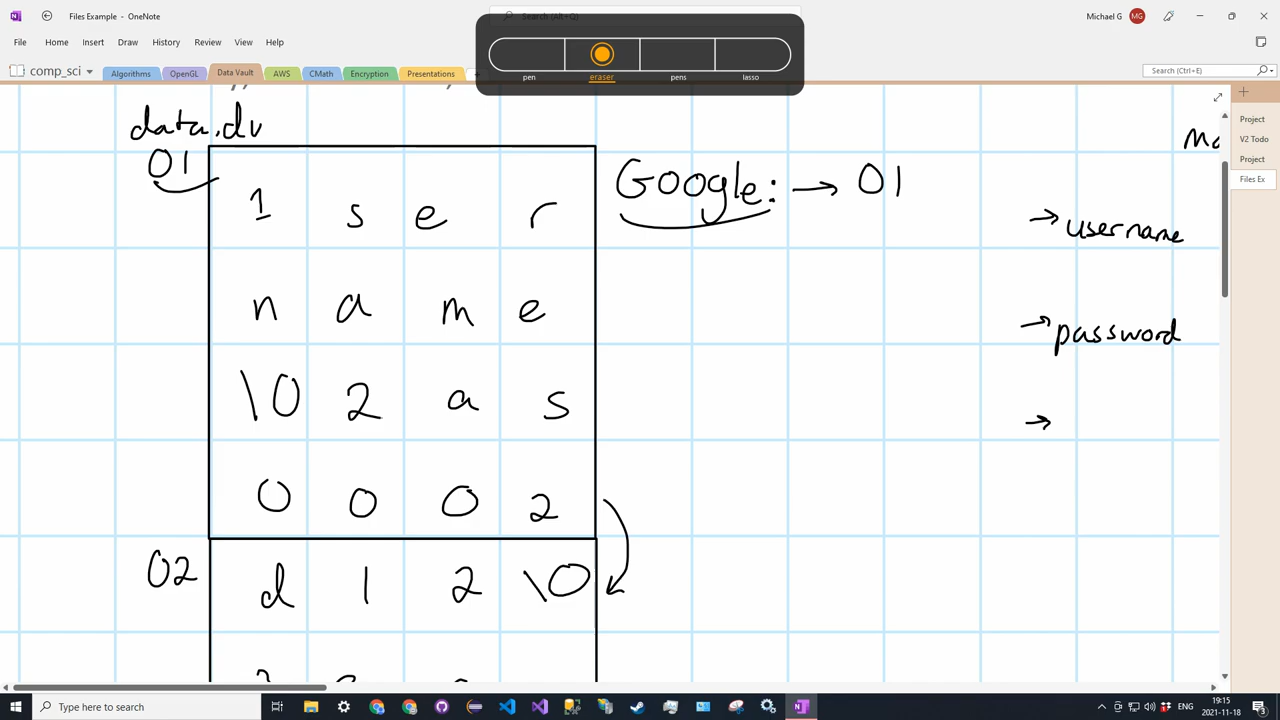 Files Example - OneNote
Search (Alt+Q)
Michael G
MG
File Home Insert Draw History Review View Help
comp_sci
Algorithms OpenGL Data Vault AWS CMath Encryption Presentations +
pen eraser pens lasso
Search (Ctrl+E)
Project
V2 Todo
Project
Files Ex
data.dv
01
1 s e r
Google: → 01
→ username
n a m e
→ password
\0 2 a s
→
0 0 0 2
02
d 1 2 \0
Type here to search
ENG
19:15
2021-11-18